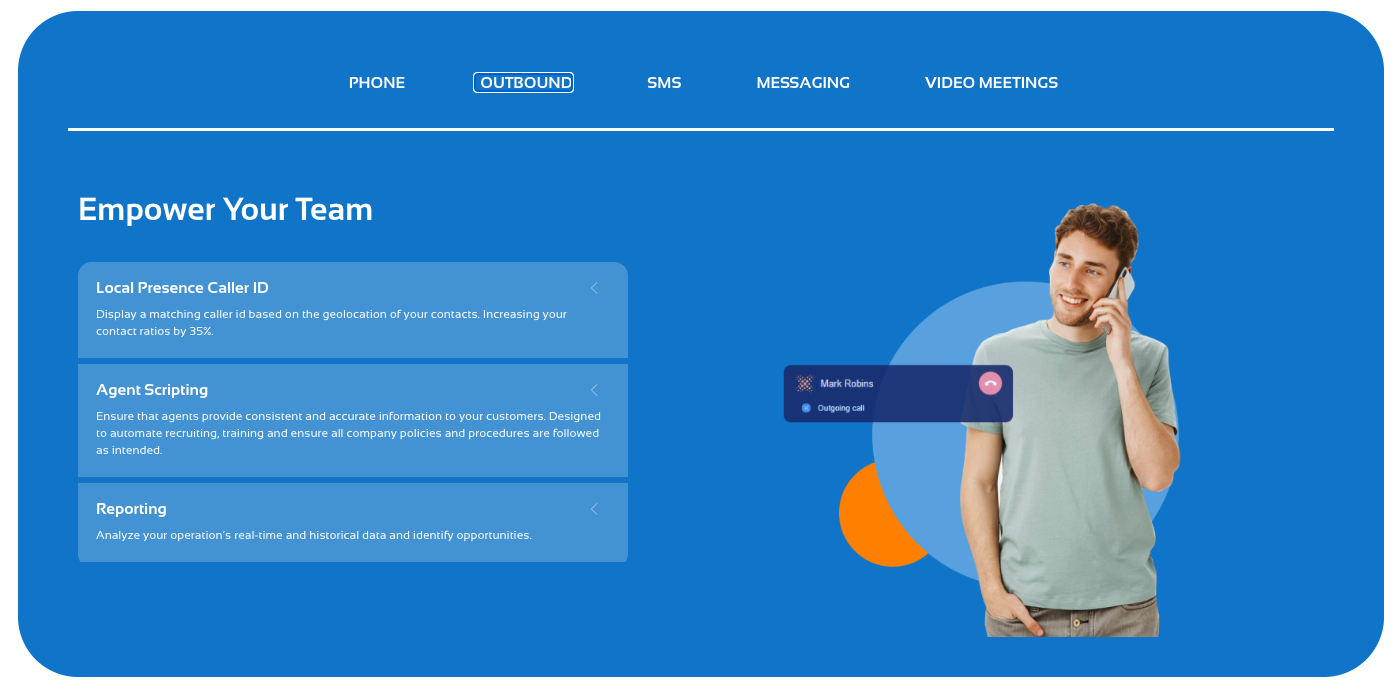 PHONE OUTBOUND SMS MESSAGING VIDEO MEETINGS
Empower Your Team
Local Presence Caller ID
Display a matching caller id based on the geolocation of your contacts. Increasing your
contact ratios by 35%.
Agent Scripting
Ensure that agents provide consistent and accurate information to your customers. Designed
to automate recruiting, training and ensure all company policies and procedures are followed
as intended.
Reporting
Analyze your operation's real-time and historical data and identify opportunities.
Mark Robins
Outgoing call